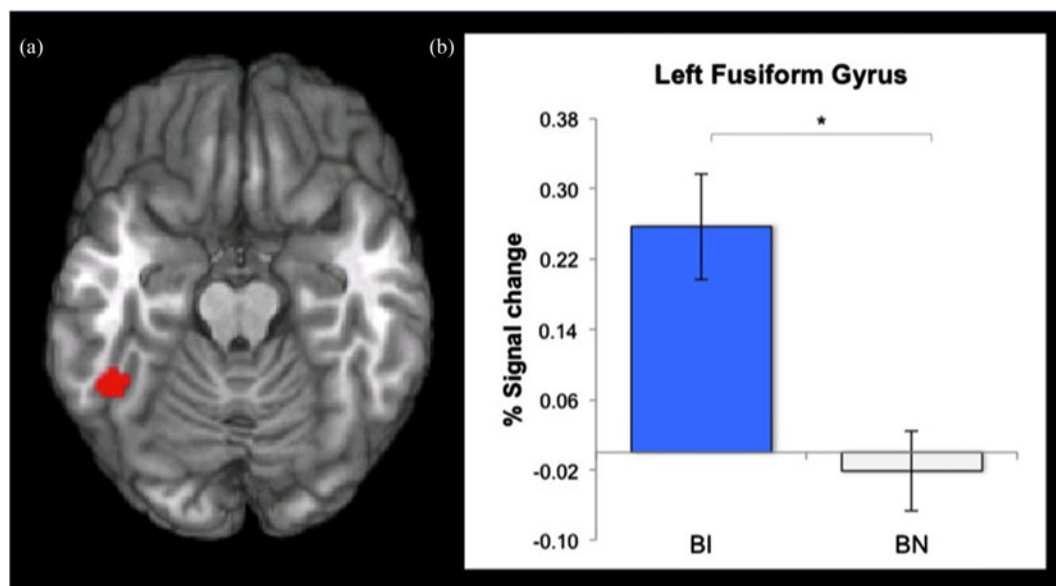 (a)
(b)
Left Fusiform Gyrus
*
% Signal change
0.38
0.30
0.22
0.14
0.06
-0.02
-0.10
BI
BN